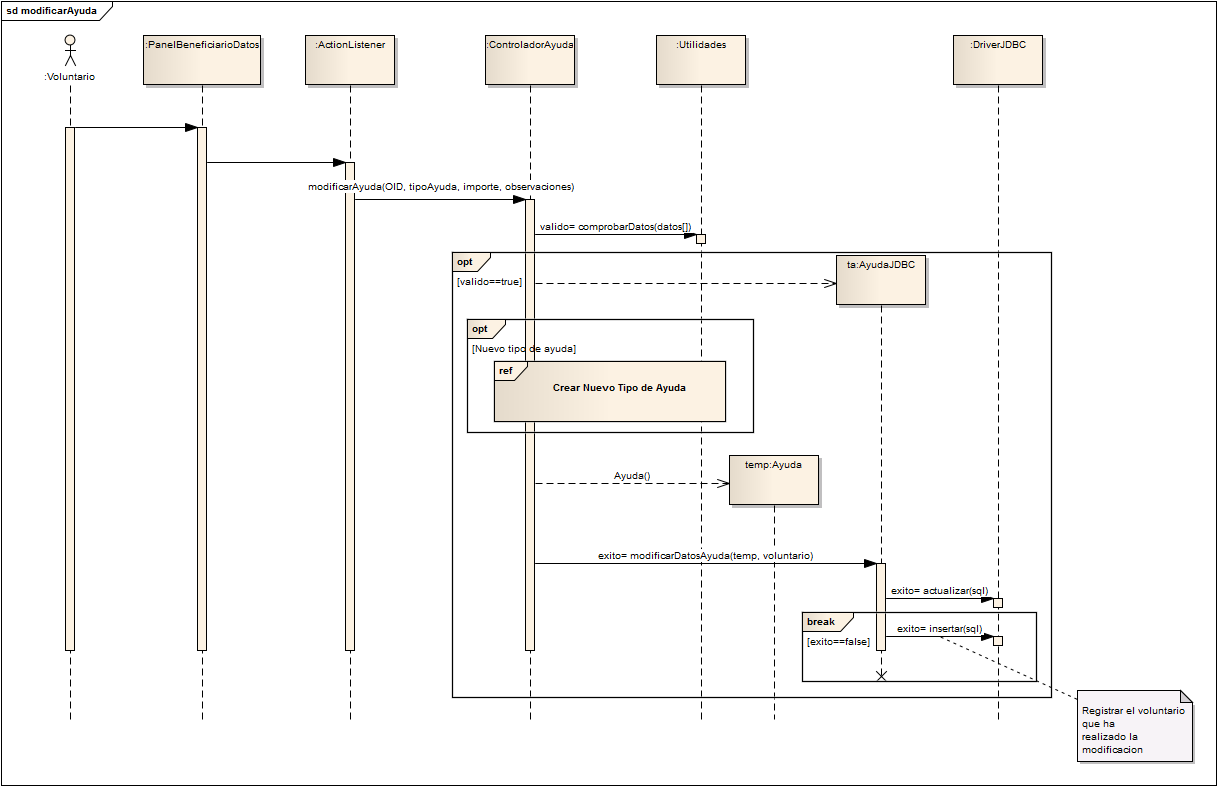 sd modificarAyuda
:Voluntario
:PanelBeneficiarioDatos
:ActionListener
:ControladorAyuda
:Utilidades
:DriverJDBC
modificarAyuda(OID, tipoAyuda, importe, observaciones)
valido= comprobarDatos(datos[])
opt
[valido==true]
ta:AyudaJDBC
opt
[Nuevo tipo de ayuda]
ref
Crear Nuevo Tipo de Ayuda
temp:Ayuda
Ayuda()
exito= modificarDatosAyuda(temp, voluntario)
exito= actualizar(sql)
break
[exito==false]
exito= insertar(sql)
Registrar el voluntario
que ha
realizado la
modificacion